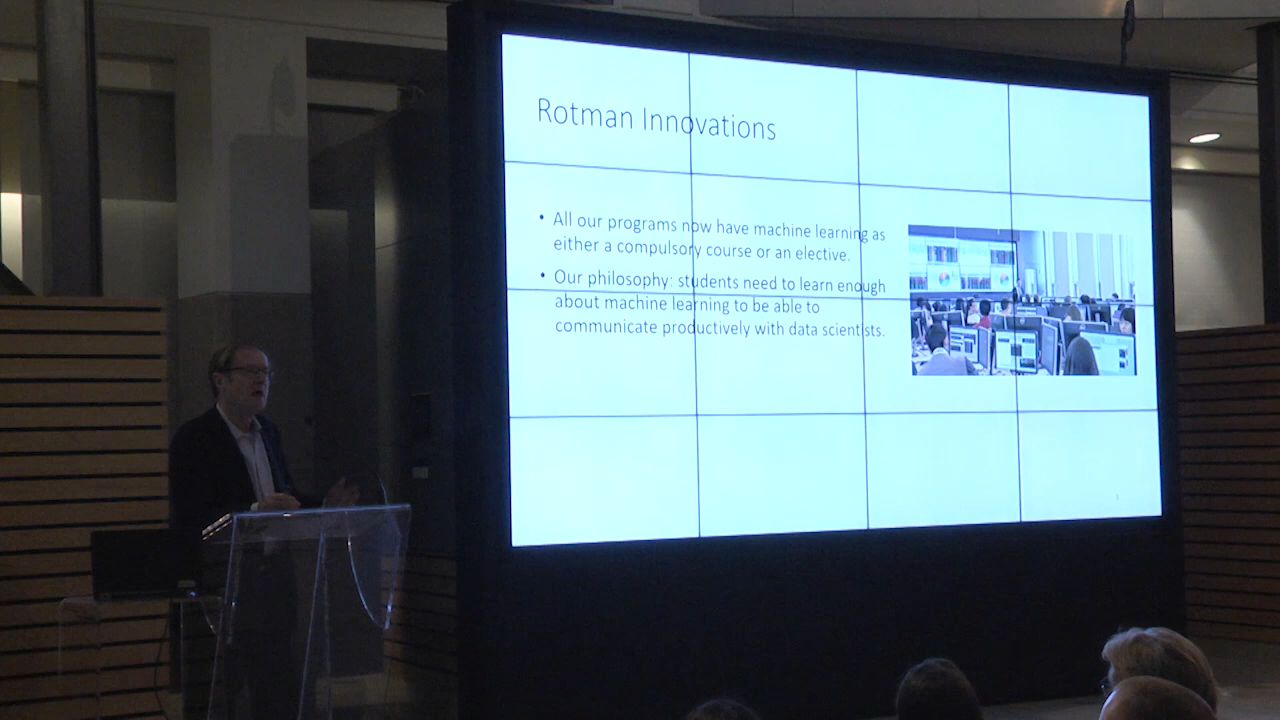 Rotman Innovations
• All our programs now have machine learning as
either a compulsory course or an elective.
• Our philosophy: students need to learn enough
about machine learning to be able to
communicate productively with data scientists.